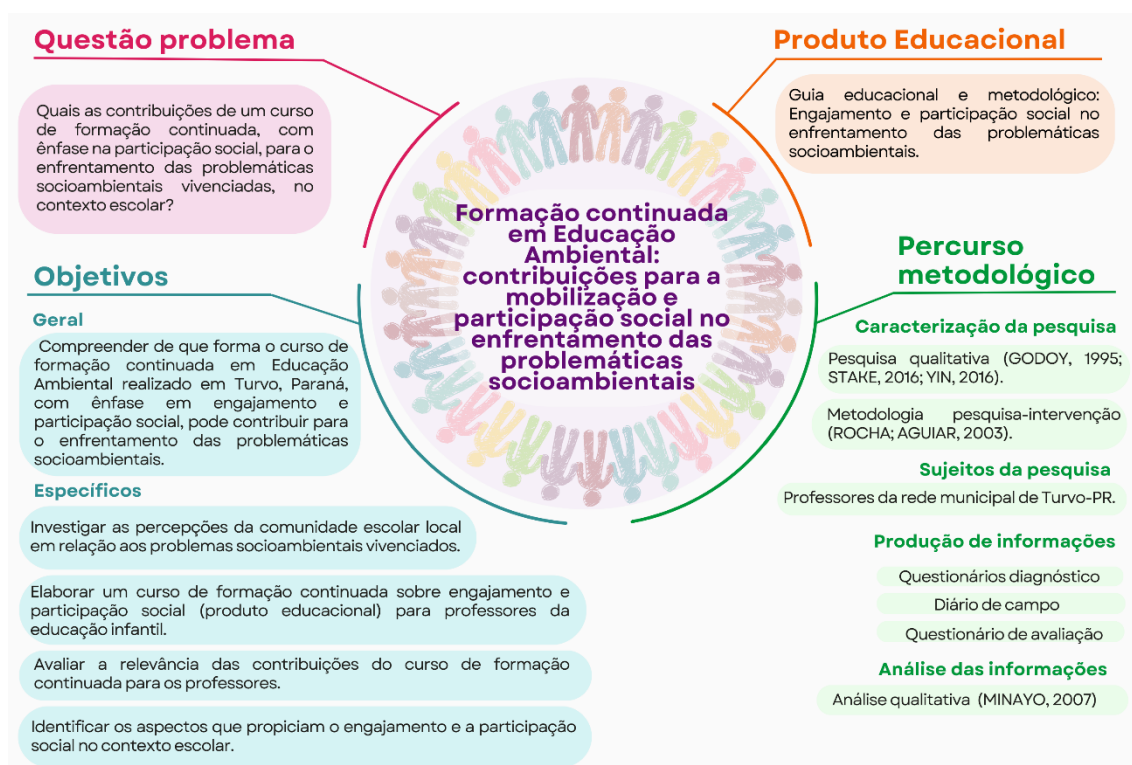 Questão problema
Quais as contribuições de um curso
de formação continuada, com
ênfase na participação social, para o
enfrentamento das problemáticas
socioambientais vivenciadas, no
contexto escolar?
Objetivos
Geral
Compreender de que forma o curso de
formação continuada em Educação
Ambiental realizado em Turvo, Paraná,
com ênfase em engajamento e
participação social, pode contribuir para
o enfrentamento das problemáticas
socioambientais.
Específicos
Investigar as percepções da comunidade escolar local
em relação aos problemas socioambientais vivenciados.
Elaborar um curso de formação continuada sobre engajamento e
participação social (produto educacional) para professores da
educação infantil.
Avaliar a relevância das contribuições do curso de formação
continuada para os professores.
Identificar os aspectos que propiciam o engajamento e a participação
social no contexto escolar.
Formação continuada
em Educação
Ambiental:
contribuições para a
mobilização e
participação social no
enfrentamento das
problemáticas
socioambientais
Produto Educacional
Guia educacional e metodológico:
Engajamento e participação social no
enfrentamento das problemáticas
socioambientais.
Percurso
metodológico
Caracterização da pesquisa
Pesquisa qualitativa (GODOY, 1995;
STAKE, 2016; YIN, 2016).
Metodologia pesquisa-intervenção
(ROCHA; AGUIAR, 2003).
Sujeitos da pesquisa
Professores da rede municipal de Turvo-PR.
Produção de informações
Questionários diagnóstico
Diário de campo
Questionário de avaliação
Análise das informações
Análise qualitativa (MINAYO, 2007)